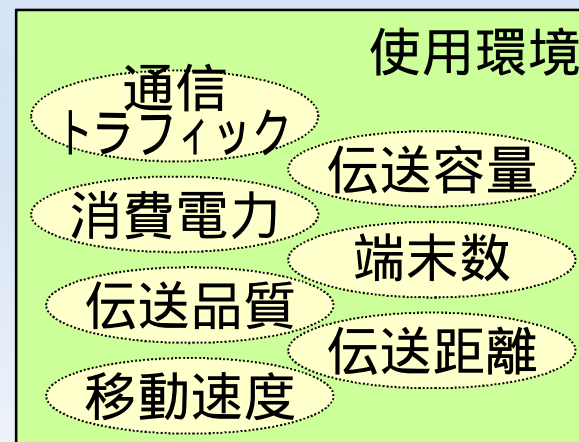 使用環境
通信
トラフィック
伝送容量
消費電力
端末数
伝送品質
伝送距離
移動速度